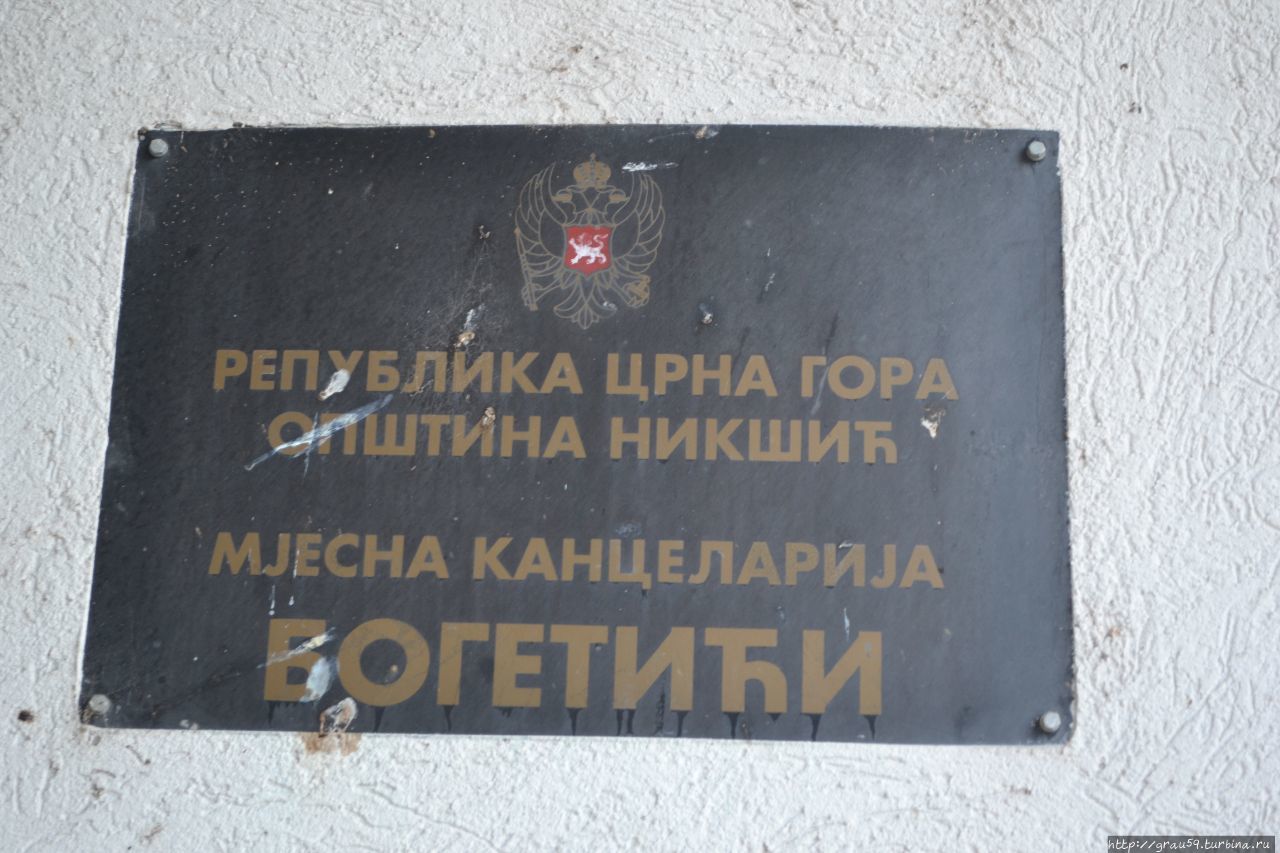 РЕПУБЛИКА ЦРНА ГОРА
ОПШТИНА НИКШИЋ
МЈЕСНА КАНЦЕЛАРИЈА
БОГЕТИЋИ
http://grau59.turbina.ru